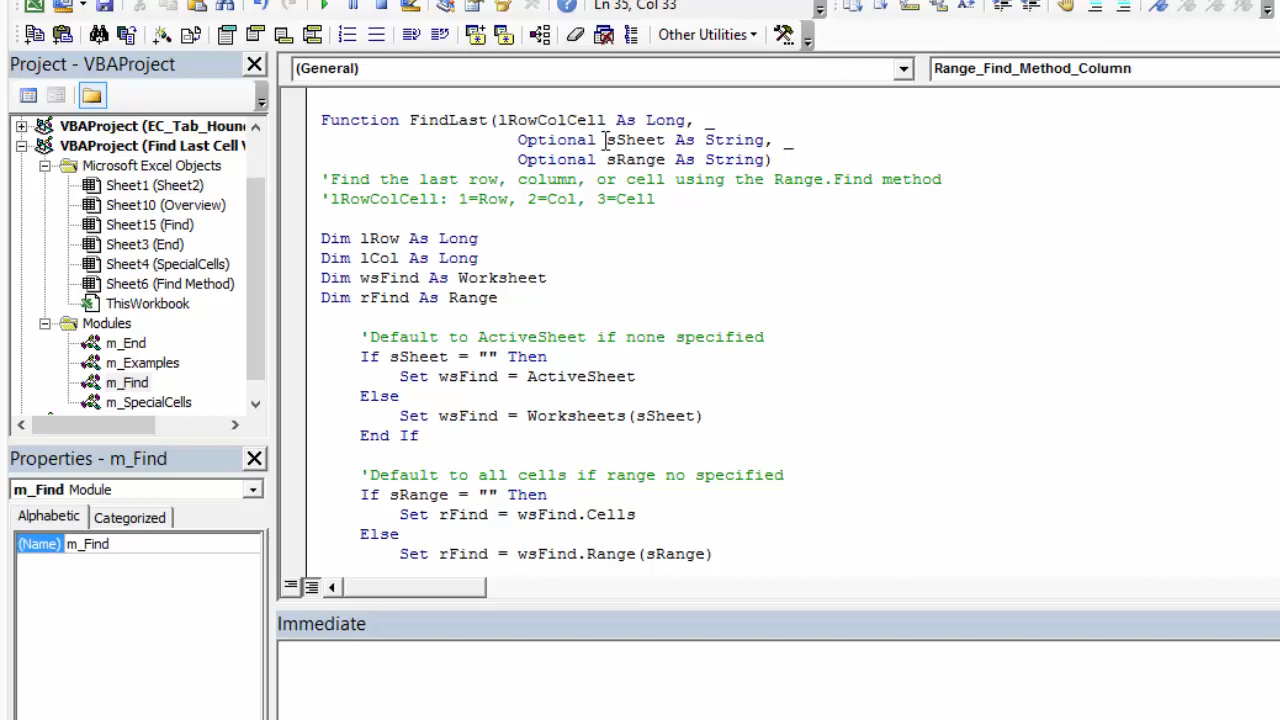 Ln 35, Col 33
Other Utilities
Project - VBAProject
(General)
Range_Find_Method_Column
VBAProject (EC_Tab_Houn
VBAProject (Find Last Cell V
Microsoft Excel Objects
Sheet1 (Sheet2)
Sheet10 (Overview)
Sheet15 (Find)
Sheet3 (End)
Sheet4 (SpecialCells)
Sheet6 (Find Method)
ThisWorkbook
Modules
m_End
m_Examples
m_Find
m_SpecialCells
Properties - m_Find
m_Find Module
Alphabetic
Categorized
(Name) m_Find
Function FindLast(lRowColCell As Long, _
Optional sSheet As String, _
Optional sRange As String)
'Find the last row, column, or cell using the Range.Find method
'lRowColCell: 1=Row, 2=Col, 3=Cell
Dim lRow As Long
Dim lCol As Long
Dim wsFind As Worksheet
Dim rFind As Range
'Default to ActiveSheet if none specified
If sSheet = "" Then
Set wsFind = ActiveSheet
Else
Set wsFind = Worksheets(sSheet)
End If
'Default to all cells if range no specified
If sRange = "" Then
Set rFind = wsFind.Cells
Else
Set rFind = wsFind.Range(sRange)
Immediate